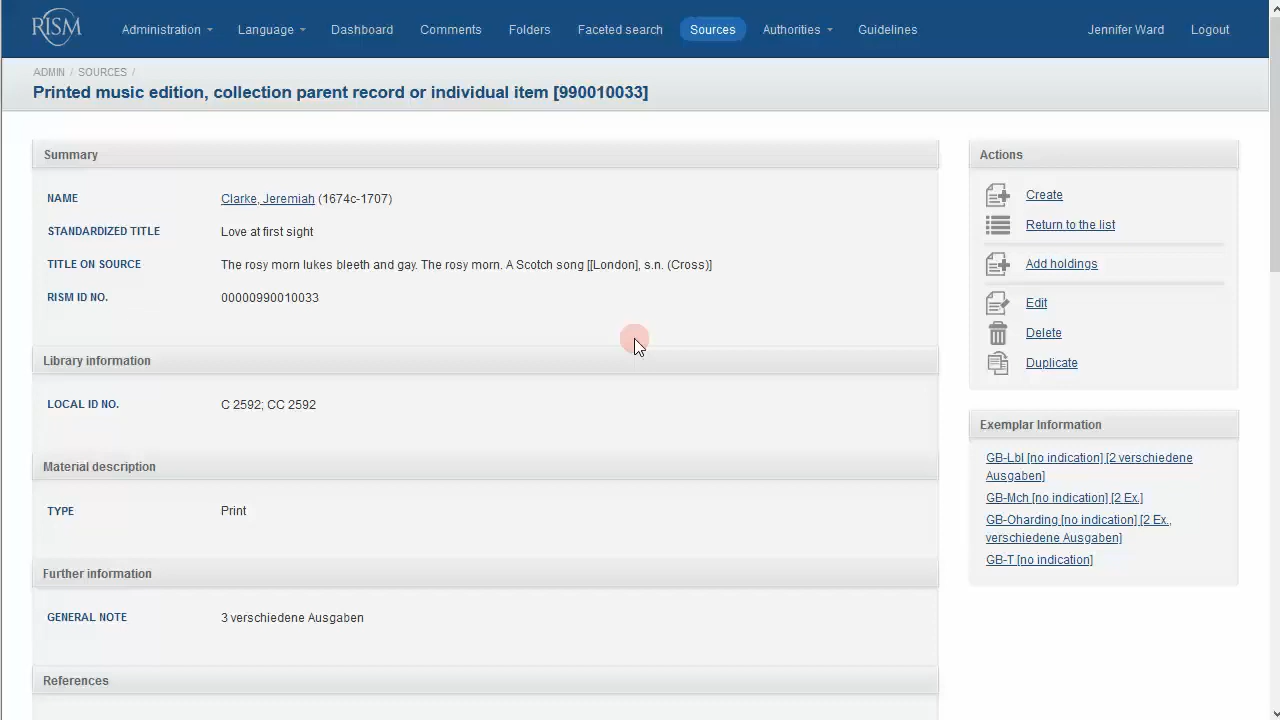 RISM
Administration Language Dashboard Comments Folders Faceted search Sources Authorities Guidelines Jennifer Ward Logout
ADMIN / SOURCES /
Printed music edition, collection parent record or individual item [990010033]
Summary
NAME Clarke, Jeremiah (1674c-1707)
STANDARDIZED TITLE Love at first sight
TITLE ON SOURCE The rosy morn lukes bleeth and gay. The rosy morn. A Scotch song [[London], s.n. (Cross)]
RISM ID NO. 00000990010033
Library information
LOCAL ID NO. C 2592; CC 2592
Material description
TYPE Print
Further information
GENERAL NOTE 3 verschiedene Ausgaben
References
Actions
Create
Return to the list
Add holdings
Edit
Delete
Duplicate
Exemplar Information
GB-Lbl [no indication] [2 verschiedene
Ausgaben]
GB-Mch [no indication] [2 Ex.]
GB-Oharding [no indication] [2 Ex.,
verschiedene Ausgaben]
GB-T [no indication]